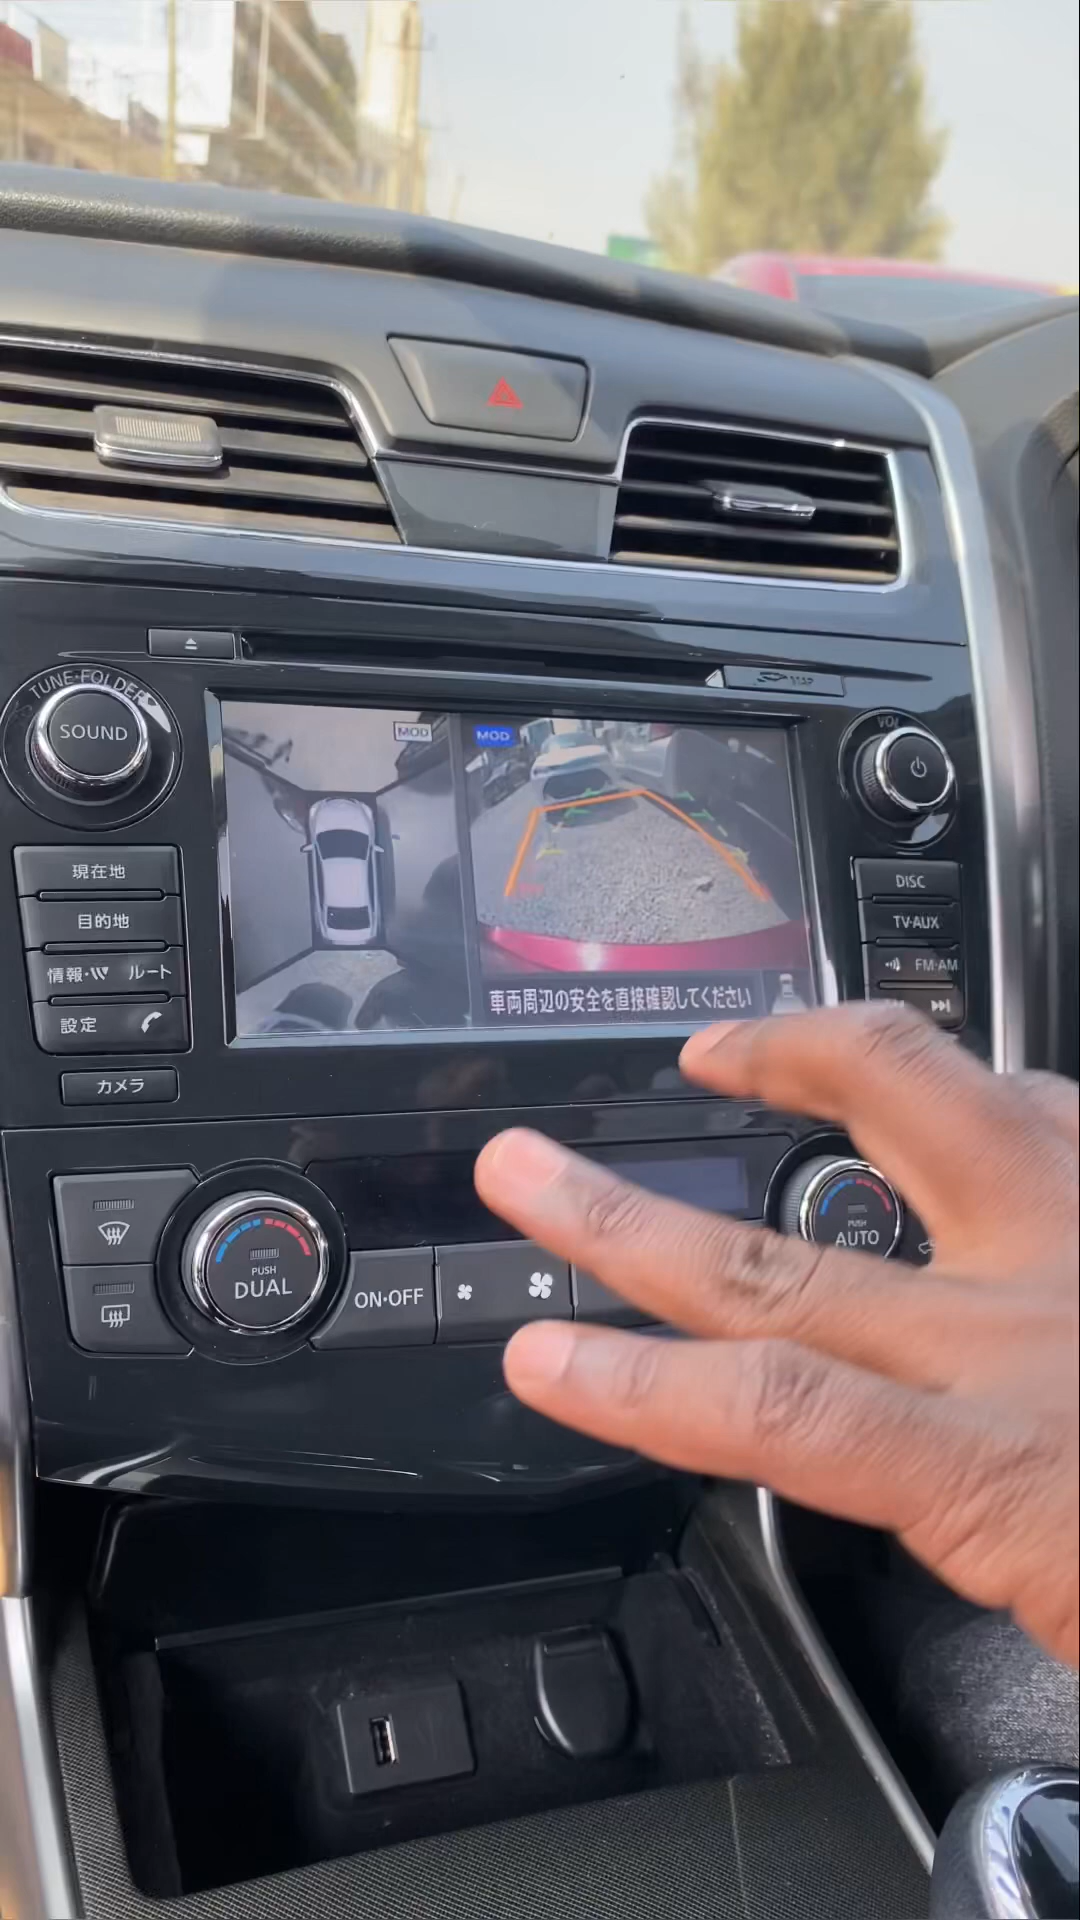 TUNE·FOLDER
SOUND
MAP
VOL
MOD
MOD
現在地
目的地
情報· ルート
設定
カメラ
DISC
TV·AUX
FM·AM
車両周辺の安全を直接確認してください
PUSH
DUAL
ON·OFF
PUSH
AUTO